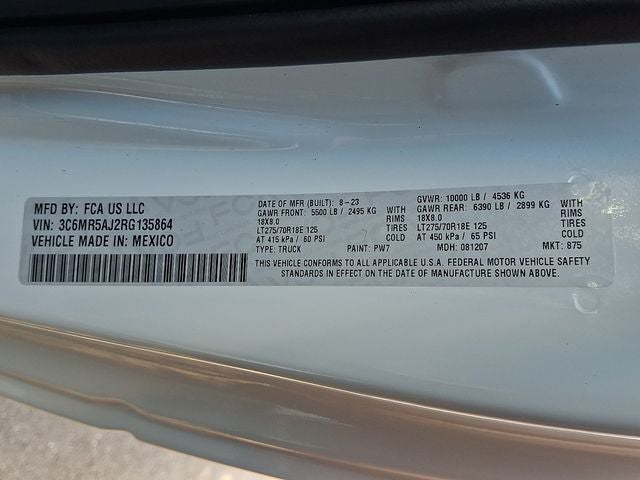 MFD BY: FCA US LLC
VIN: 3C6MR5AJ2RG135864
VEHICLE MADE IN: MEXICO
DATE OF MFR (BUILT): 8-23
GAWR FRONT: 5500 LB / 2495 KG WITH
18X8.0 RIMS
LT275/70R18E 125 TIRES
AT 415 kPa / 60 PSI COLD
TYPE: TRUCK PAINT: PW7
GVWR: 10000 LB / 4536 KG
GAWR REAR: 6390 LB / 2899 KG WITH
18X8.0 RIMS
LT275/70R18E 125 TIRES
AT 450 kPa / 65 PSI COLD
MDH: 081207 MKT: 875
THIS VEHICLE CONFORMS TO ALL APPLICABLE U.S.A. FEDERAL MOTOR VEHICLE SAFETY
STANDARDS IN EFFECT ON THE DATE OF MANUFACTURE SHOWN ABOVE.